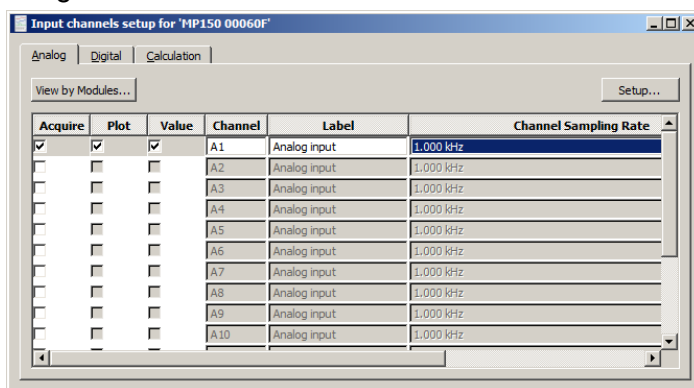 Input channels setup for 'MP150 00060F'
Analog Digital Calculation
View by Modules... Setup...
Acquire Plot Value Channel Label Channel Sampling Rate
A1 Analog input 1.000 kHz
A2 Analog input 1.000 kHz
A3 Analog input 1.000 kHz
A4 Analog input 1.000 kHz
A5 Analog input 1.000 kHz
A6 Analog input 1.000 kHz
A7 Analog input 1.000 kHz
A8 Analog input 1.000 kHz
A9 Analog input 1.000 kHz
A10 Analog input 1.000 kHz